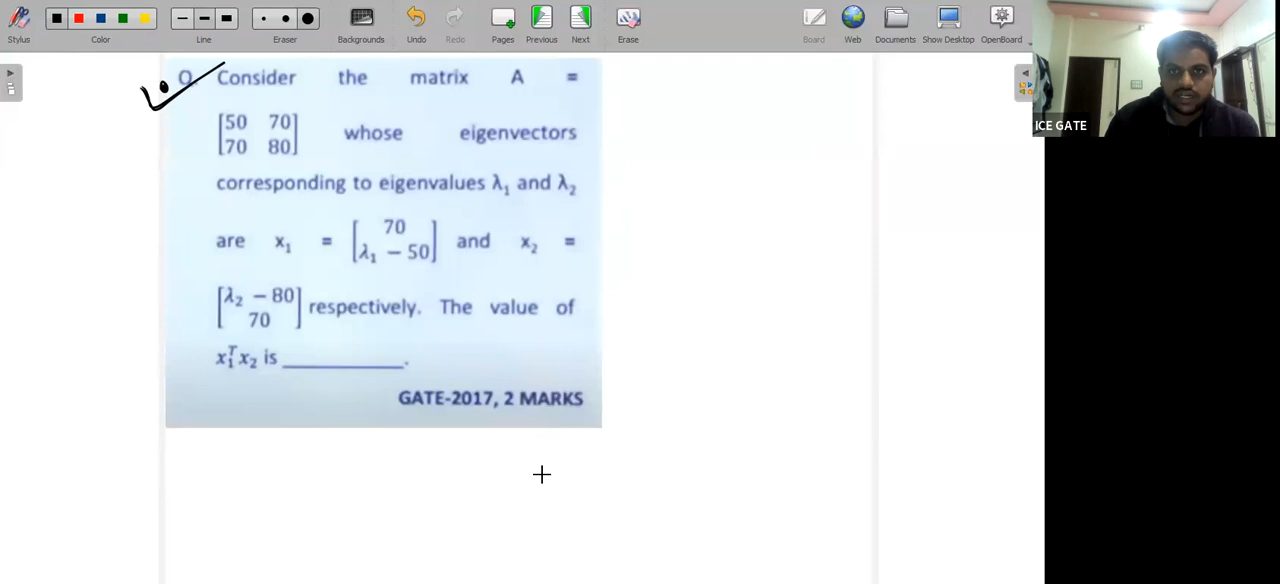 Stylus Color Line Eraser Backgrounds Undo Redo Pages Previous Next Erase Board Web Documents Show Desktop OpenBoard
ICE GATE
Q. Consider the matrix A =
[50 70
70 80] whose eigenvectors
corresponding to eigenvalues λ₁ and λ₂
are x₁ = [70
λ₁ − 50] and x₂ =
[λ₂ − 80
70] respectively. The value of
x₁ᵀx₂ is ___________.
GATE-2017, 2 MARKS